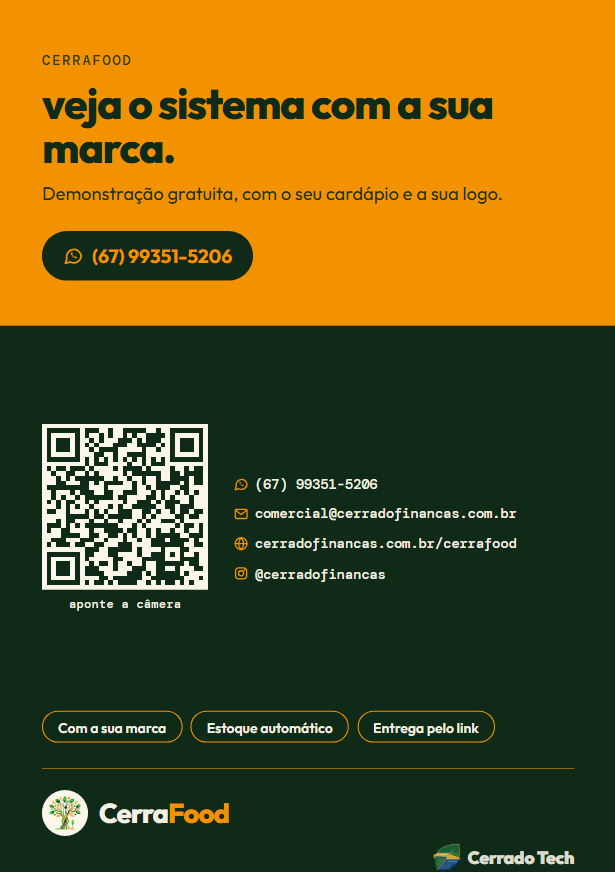 CERRAFOOD
veja o sistema com a sua
marca.
Demonstração gratuita, com o seu cardápio e a sua logo.
(67) 99351-5206
(67) 99351-5206
comercial@cerradofinancas.com.br
cerradofinancas.com.br/cerrafood
@cerradofinancas
aponte a câmera
Com a sua marca
Estoque automático
Entrega pelo link
CerraFood
Cerrado Tech